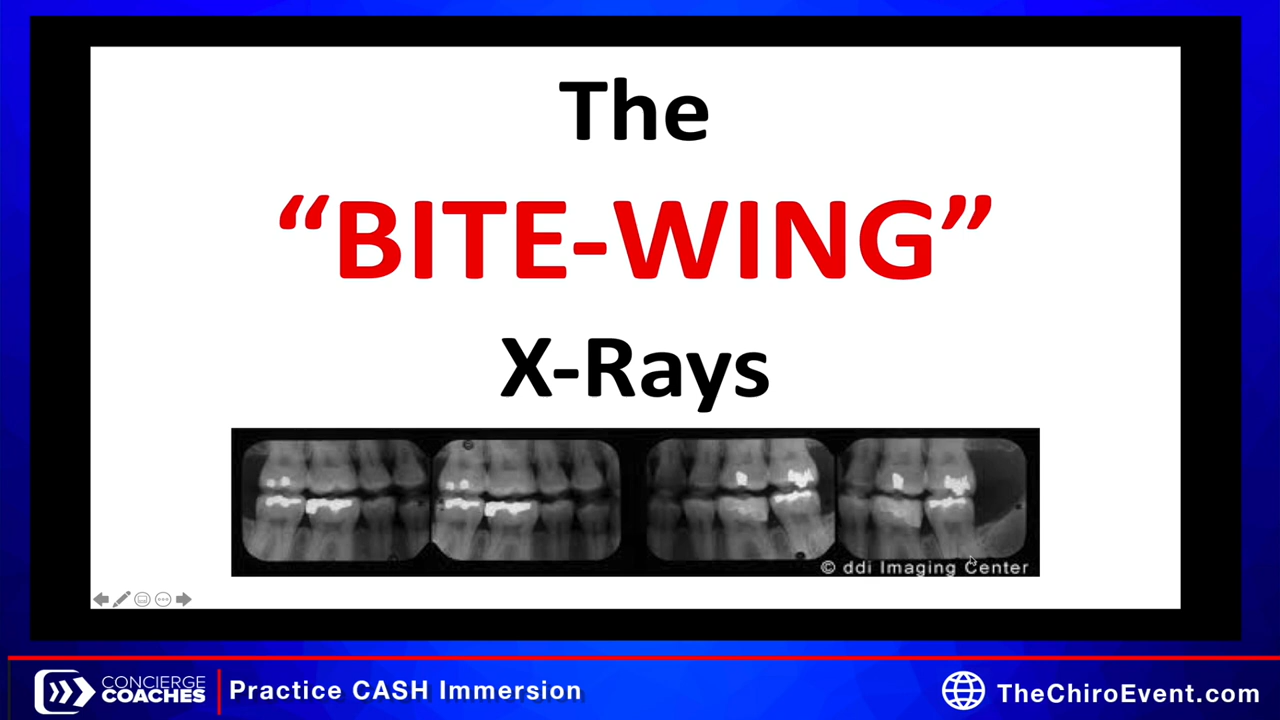 The
“BITE-WING”
X-Rays
© ddi Imaging Center
CONCIERGE
COACHES
Practice CASH Immersion
TheChiroEvent.com